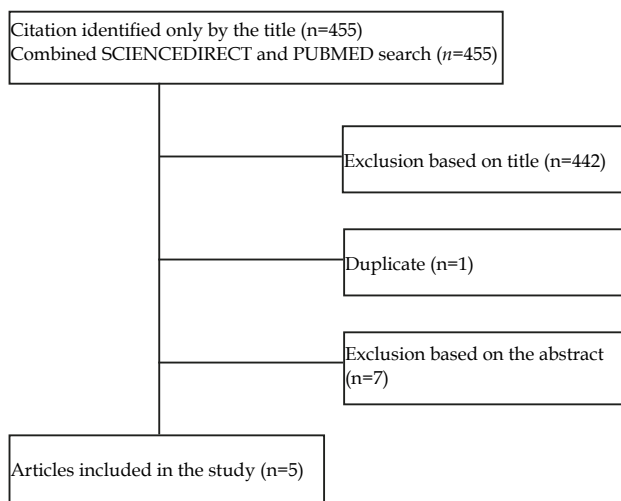 Citation identified only by the title (n=455)
Combined SCIENCEDIRECT and PUBMED search (n=455)
Exclusion based on title (n=442)
Duplicate (n=1)
Exclusion based on the abstract
(n=7)
Articles included in the study (n=5)